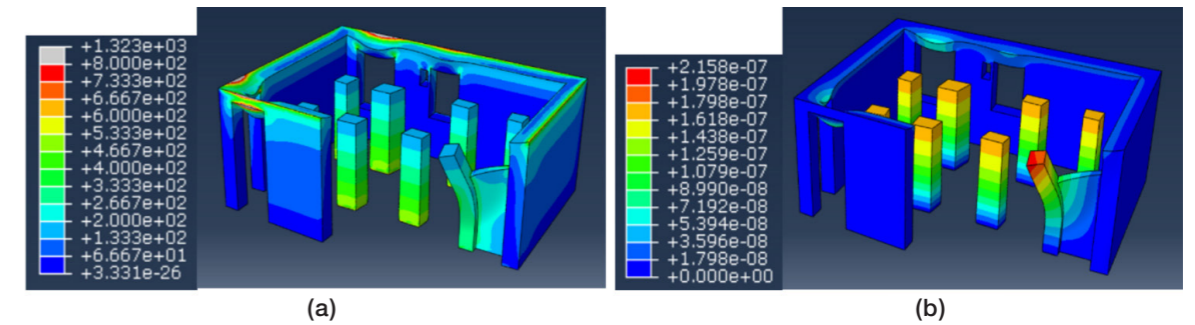 +1.323e+03
+8.000e+02
+7.333e+02
+6.667e+02
+6.000e+02
+5.333e+02
+4.667e+02
+4.000e+02
+3.333e+02
+2.667e+02
+2.000e+02
+1.333e+02
+6.667e+01
+3.331e-26
(a)
+2.158e-07
+1.978e-07
+1.798e-07
+1.618e-07
+1.438e-07
+1.259e-07
+1.079e-07
+8.990e-08
+7.192e-08
+5.394e-08
+3.596e-08
+1.798e-08
+0.000e+00
(b)